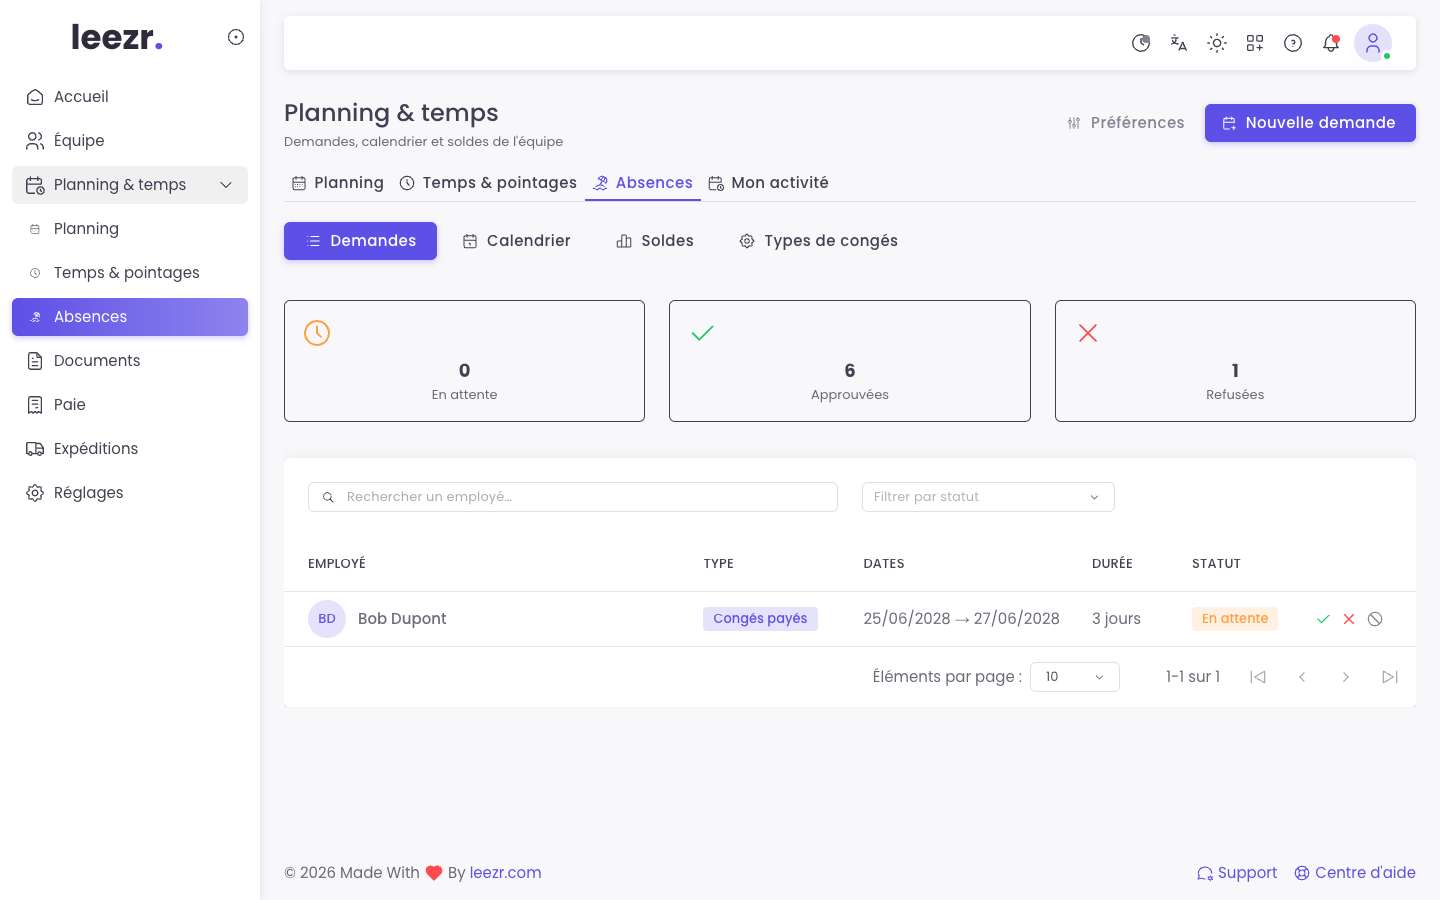 leezr.
Accueil
Équipe
Planning & temps
Planning
Temps & pointages
Absences
Documents
Paie
Expéditions
Réglages
Planning & temps
Demandes, calendrier et soldes de l'équipe
Préférences
Nouvelle demande
Planning
Temps & pointages
Absences
Mon activité
Demandes
Calendrier
Soldes
Types de congés
0
En attente
6
Approuvées
1
Refusées
Rechercher un employé...
Filtrer par statut
EMPLOYÉ TYPE DATES DURÉE STATUT
BD Bob Dupont Congés payés 25/06/2028 → 27/06/2028 3 jours En attente
Éléments par page : 10 1-1 sur 1
© 2026 Made With By leezr.com
Support
Centre d'aide